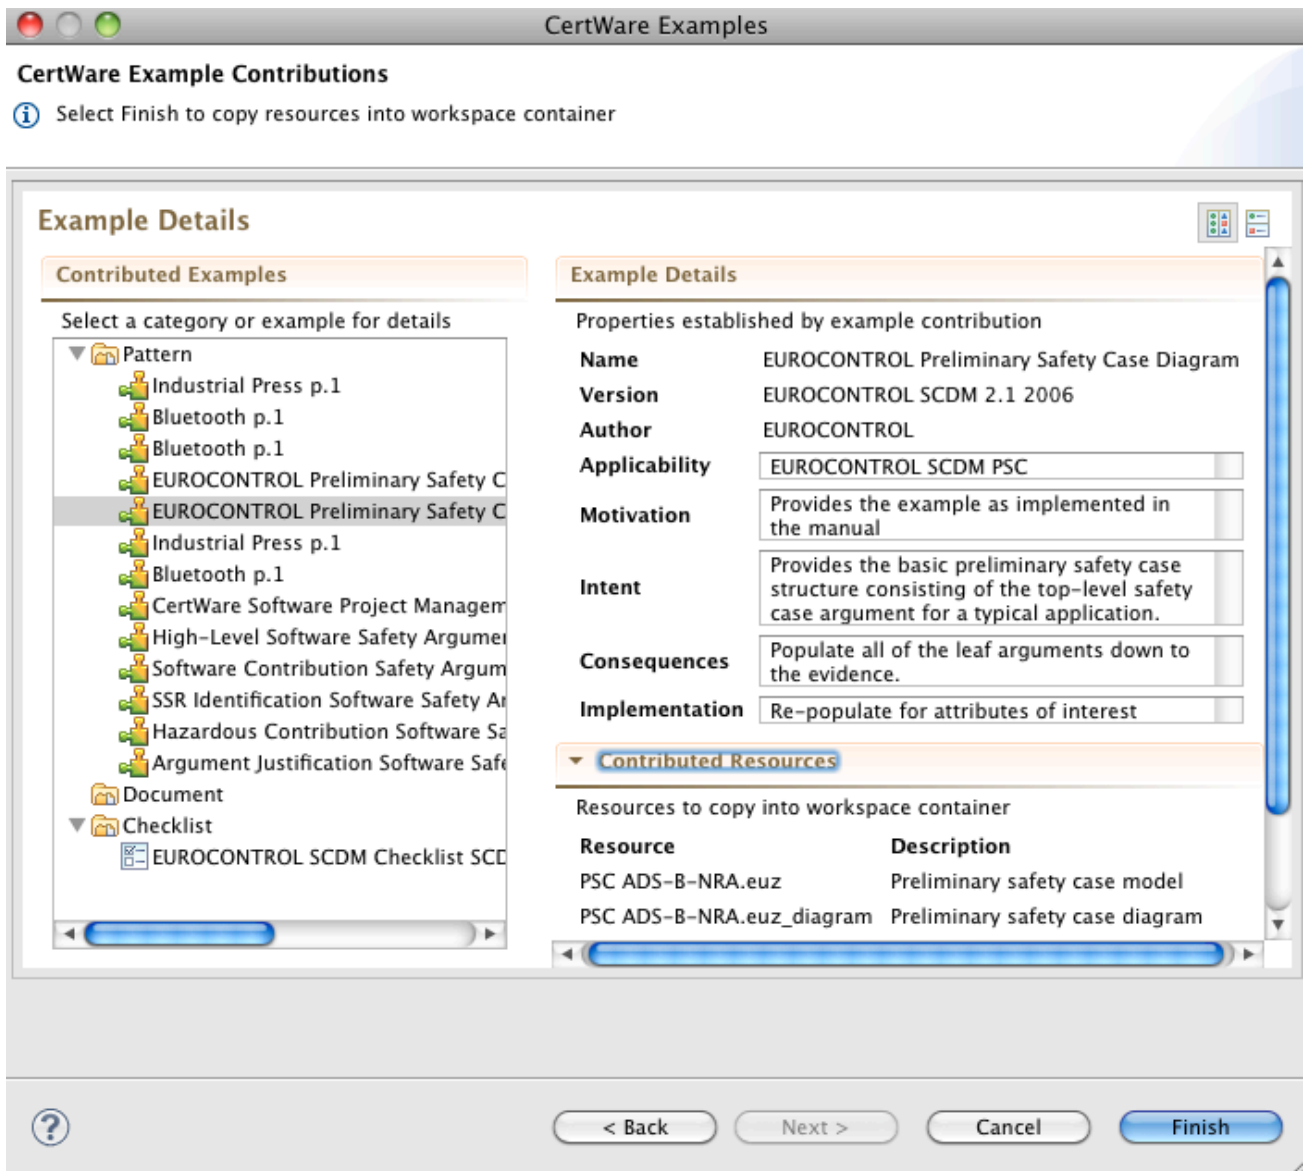 CertWare Examples
CertWare Example Contributions
Select Finish to copy resources into workspace container
Example Details
Contributed Examples
Select a category or example for details
Pattern
Industrial Press p.1
Bluetooth p.1
Bluetooth p.1
EUROCONTROL Preliminary Safety C
EUROCONTROL Preliminary Safety C
Industrial Press p.1
Bluetooth p.1
CertWare Software Project Managem
High-Level Software Safety Argumen
Software Contribution Safety Argum
SSR Identification Software Safety Ar
Hazardous Contribution Software Sa
Argument Justification Software Safe
Document
Checklist
EUROCONTROL SCDM Checklist SCD
Example Details
Properties established by example contribution
Name EUROCONTROL Preliminary Safety Case Diagram
Version EUROCONTROL SCDM 2.1 2006
Author EUROCONTROL
Applicability EUROCONTROL SCDM PSC
Motivation Provides the example as implemented in
the manual
Intent Provides the basic preliminary safety case
structure consisting of the top-level safety
case argument for a typical application.
Consequences Populate all of the leaf arguments down to
the evidence.
Implementation Re-populate for attributes of interest
Contributed Resources
Resources to copy into workspace container
Resource Description
PSC ADS-B-NRA.euz Preliminary safety case model
PSC ADS-B-NRA.euz_diagram Preliminary safety case diagram
? < Back Next > Cancel Finish